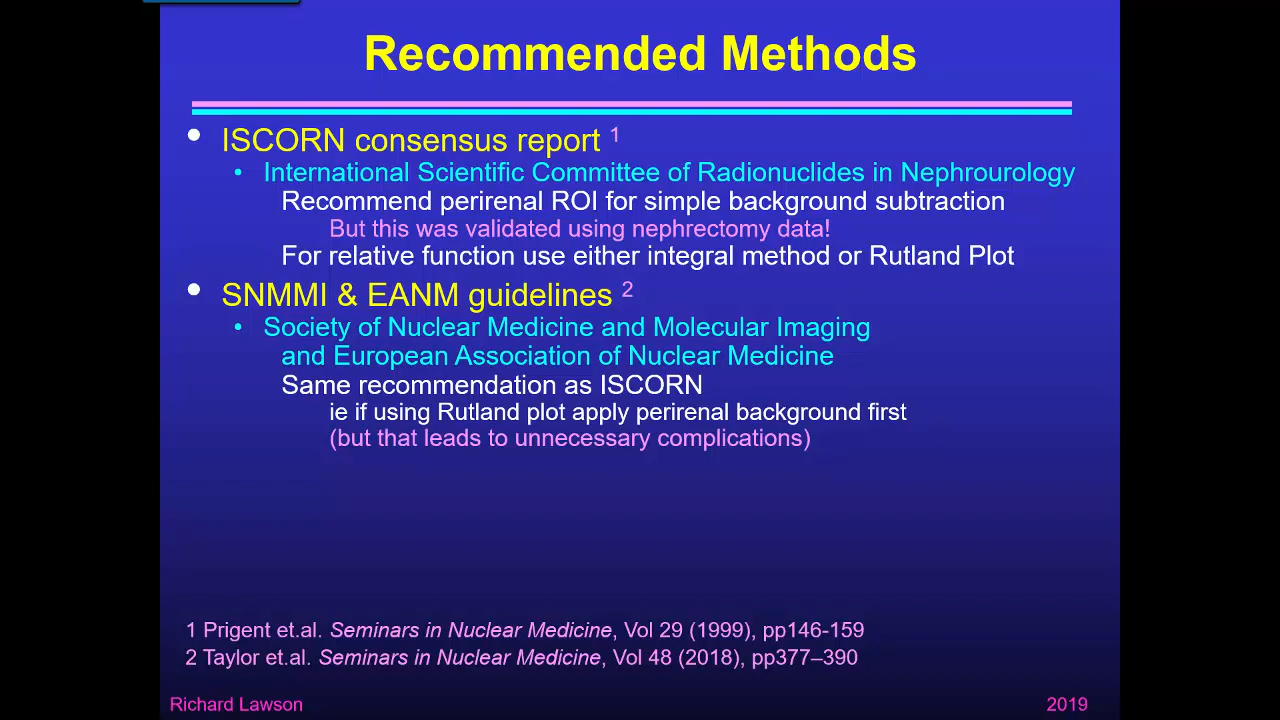 Recommended Methods
• ISCORN consensus report 1
• International Scientific Committee of Radionuclides in Nephrourology
Recommend perirenal ROI for simple background subtraction
But this was validated using nephrectomy data!
For relative function use either integral method or Rutland Plot
• SNMMI & EANM guidelines 2
• Society of Nuclear Medicine and Molecular Imaging
and European Association of Nuclear Medicine
Same recommendation as ISCORN
ie if using Rutland plot apply perirenal background first
(but that leads to unnecessary complications)
1 Prigent et.al. Seminars in Nuclear Medicine, Vol 29 (1999), pp146-159
2 Taylor et.al. Seminars in Nuclear Medicine, Vol 48 (2018), pp377–390
Richard Lawson
2019